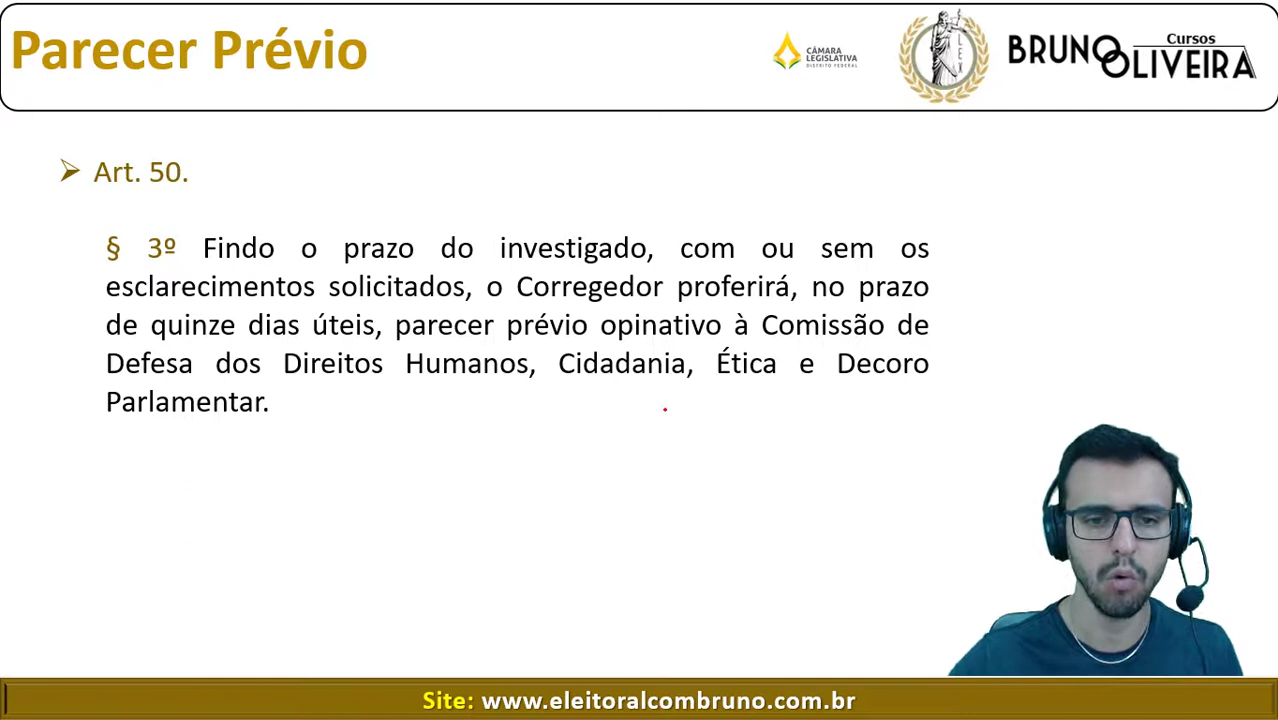 Parecer Prévio
CÂMARA
LEGISLATIVA
DISTRITO FEDERAL
LEX
Cursos
BRUNO
OLIVEIRA
Art. 50.
§ 3º Findo o prazo do investigado, com ou sem os
esclarecimentos solicitados, o Corregedor proferirá, no prazo
de quinze dias úteis, parecer prévio opinativo à Comissão de
Defesa dos Direitos Humanos, Cidadania, Ética e Decoro
Parlamentar.
Site: www.eleitoralcombruno.com.br